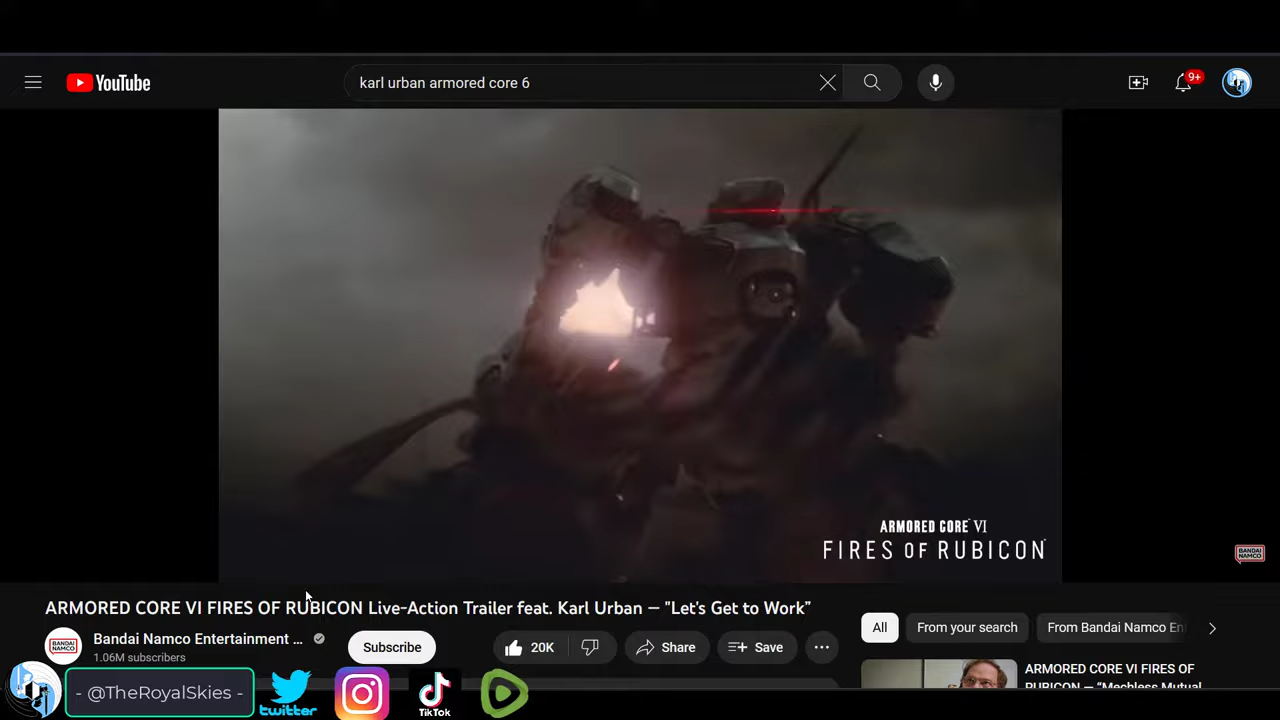 YouTube
karl urban armored core 6
9+
ARMORED CORE VI
FIRES OF RUBICON
BANDAI
NAMCO
ARMORED CORE VI FIRES OF RUBICON Live-Action Trailer feat. Karl Urban — "Let's Get to Work”
Bandai Namco Entertainment ...
1.06M subscribers
Subscribe
20K
Share
Save
All
From your search
From Bandai Namco En
ARMORED CORE VI FIRES OF
RUBICON — “Mechless Mutual
- @TheRoyalSkies -
twitter
TikTok